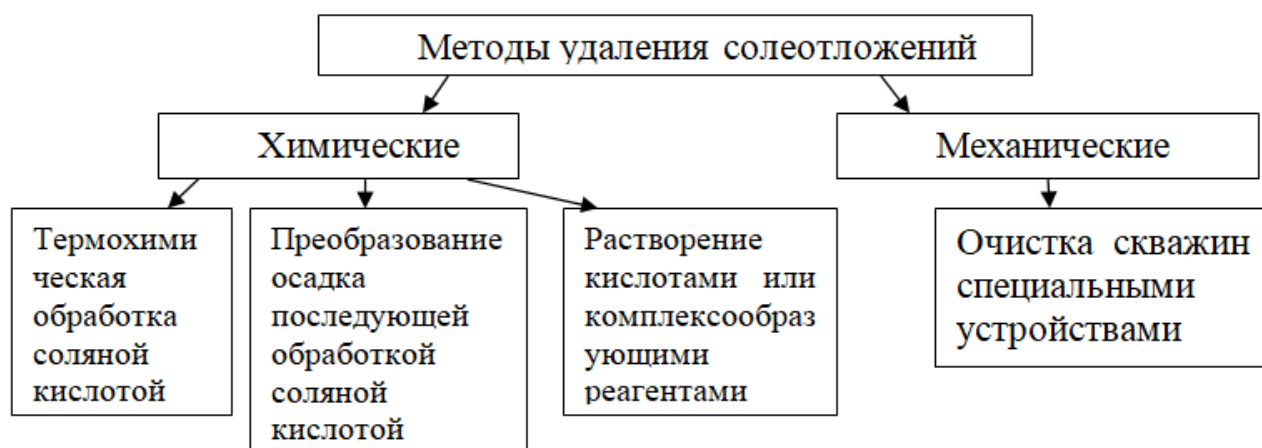 Методы удаления солеотложений
Химические
Механические
Термохими
ческая
обработка
соляной
кислотой
Преобразование
осадка
последующей
обработкой
соляной
кислотой
Растворение
кислотами или
комплексообраз
ующими
реагентами
Очистка скважин
специальными
устройствами